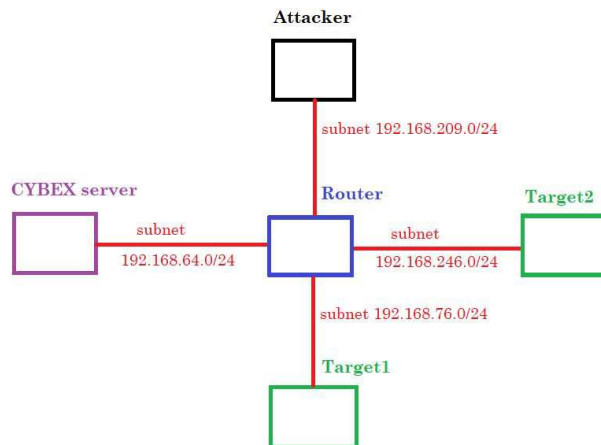 Attacker
subnet 192.168.209.0/24
CYBEX server
Router
Target2
subnet
192.168.64.0/24
subnet
192.168.246.0/24
subnet 192.168.76.0/24
Target1